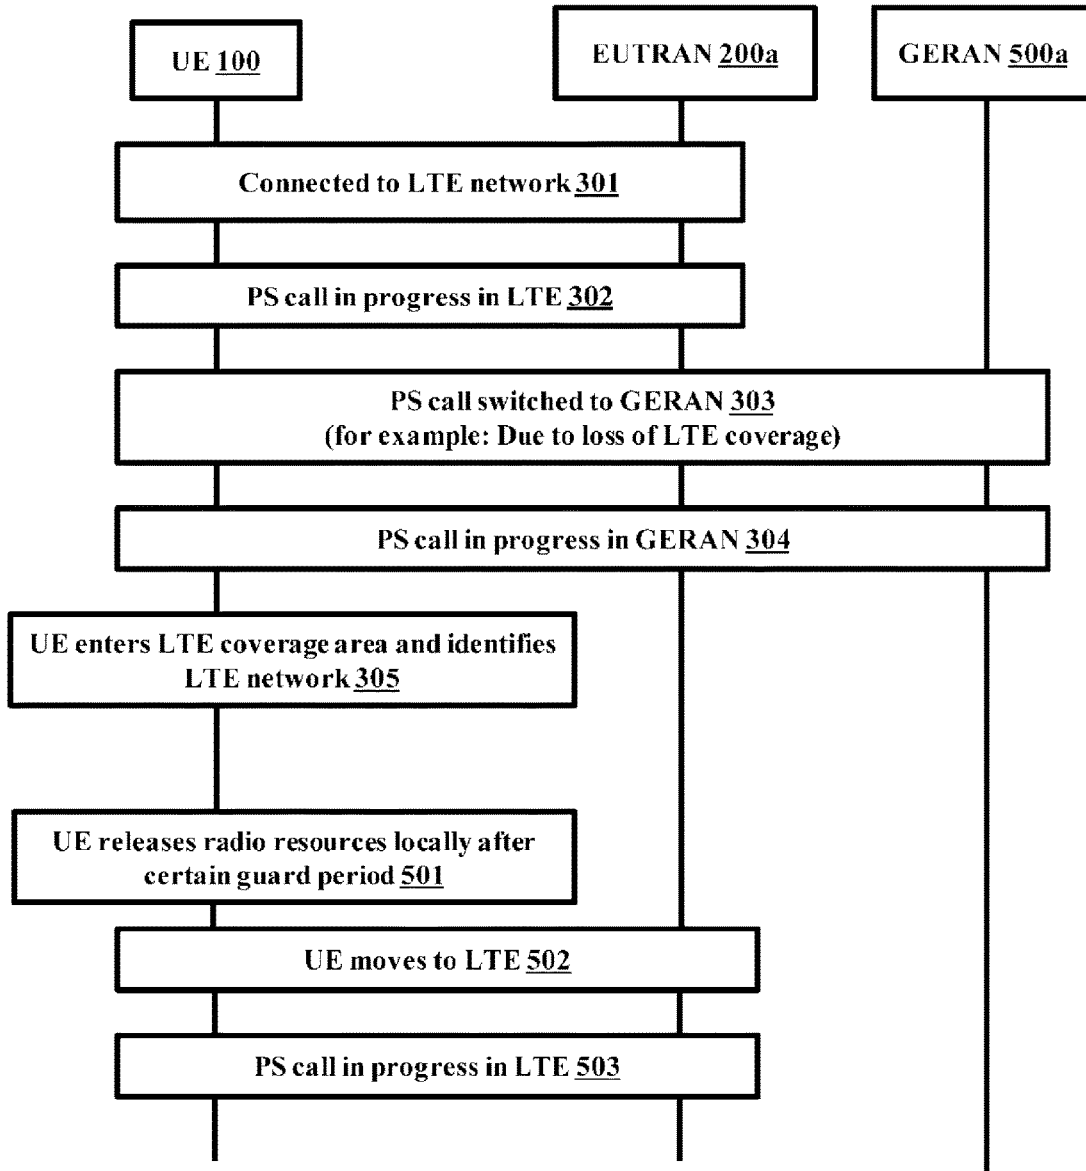 UE 100
EUTRAN 200a
GERAN 500a
Connected to LTE network 301
PS call in progress in LTE 302
PS call switched to GERAN 303
(for example: Due to loss of LTE coverage)
PS call in progress in GERAN 304
UE enters LTE coverage area and identifies
LTE network 305
UE releases radio resources locally after
certain guard period 501
UE moves to LTE 502
PS call in progress in LTE 503